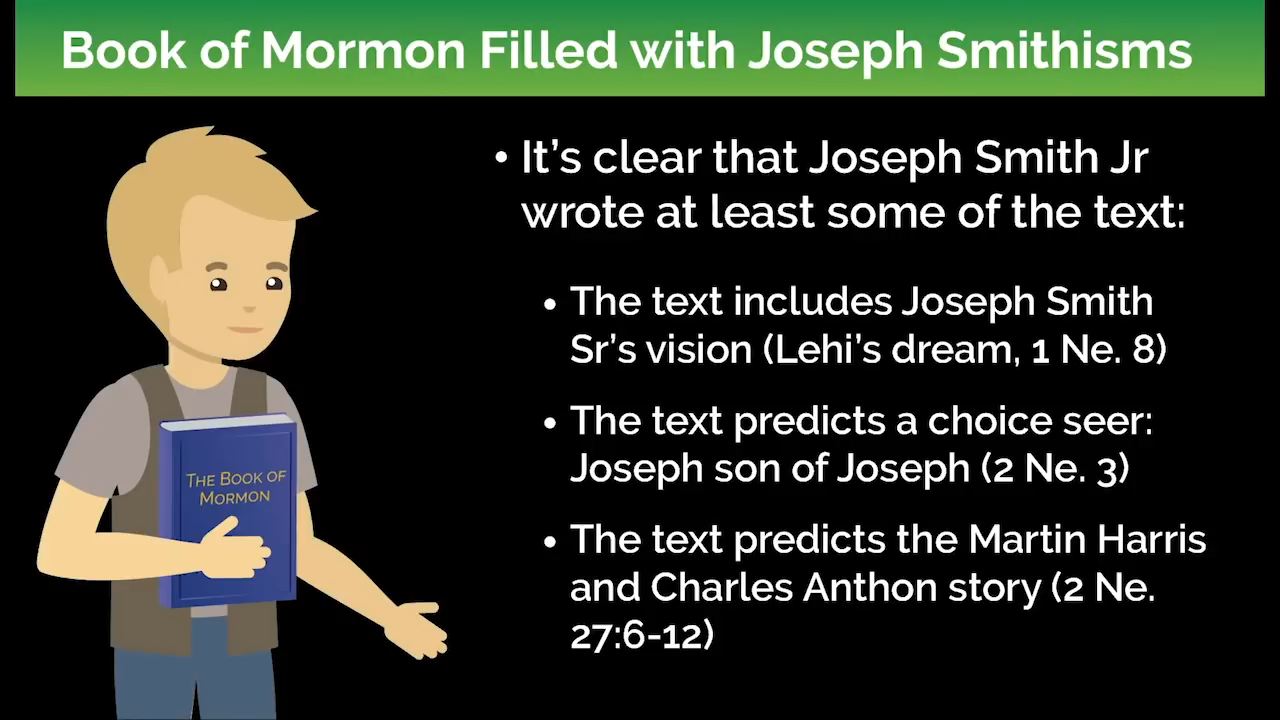 Book of Mormon Filled with Joseph Smithisms
• It's clear that Joseph Smith Jr
wrote at least some of the text:
• The text includes Joseph Smith
Sr's vision (Lehi's dream, 1 Ne. 8)
• The text predicts a choice seer:
Joseph son of Joseph (2 Ne. 3)
• The text predicts the Martin Harris
and Charles Anthon story (2 Ne.
27:6-12)
THE BOOK OF
MORMON